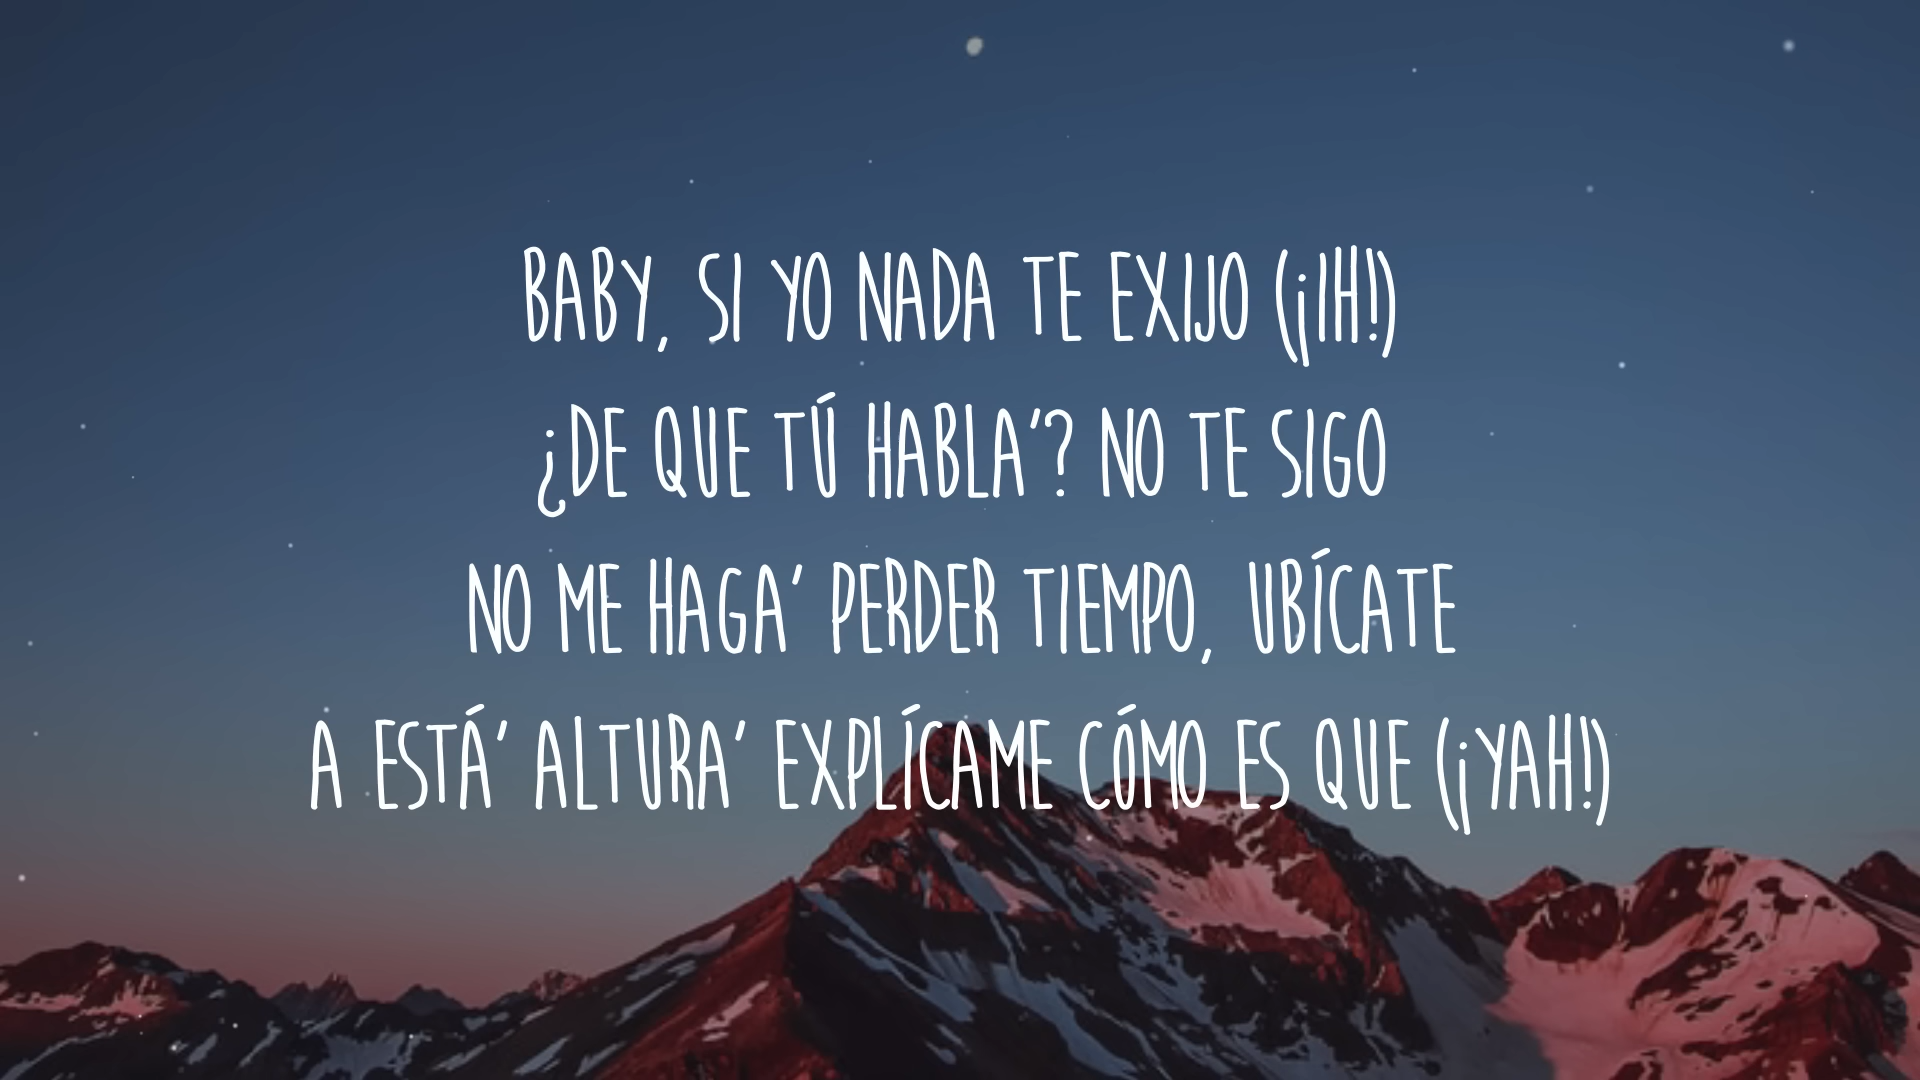 BABY, SI YO NADA TE EXIJO (¡IH!)
¿DE QUE TÚ HABLA'? NO TE SIGO
NO ME HAGA' PERDER TIEMPO, UBÍCATE
A ESTÁ' ALTURA' EXPLÍCAME CÓMO ES QUE (¡YAH!)